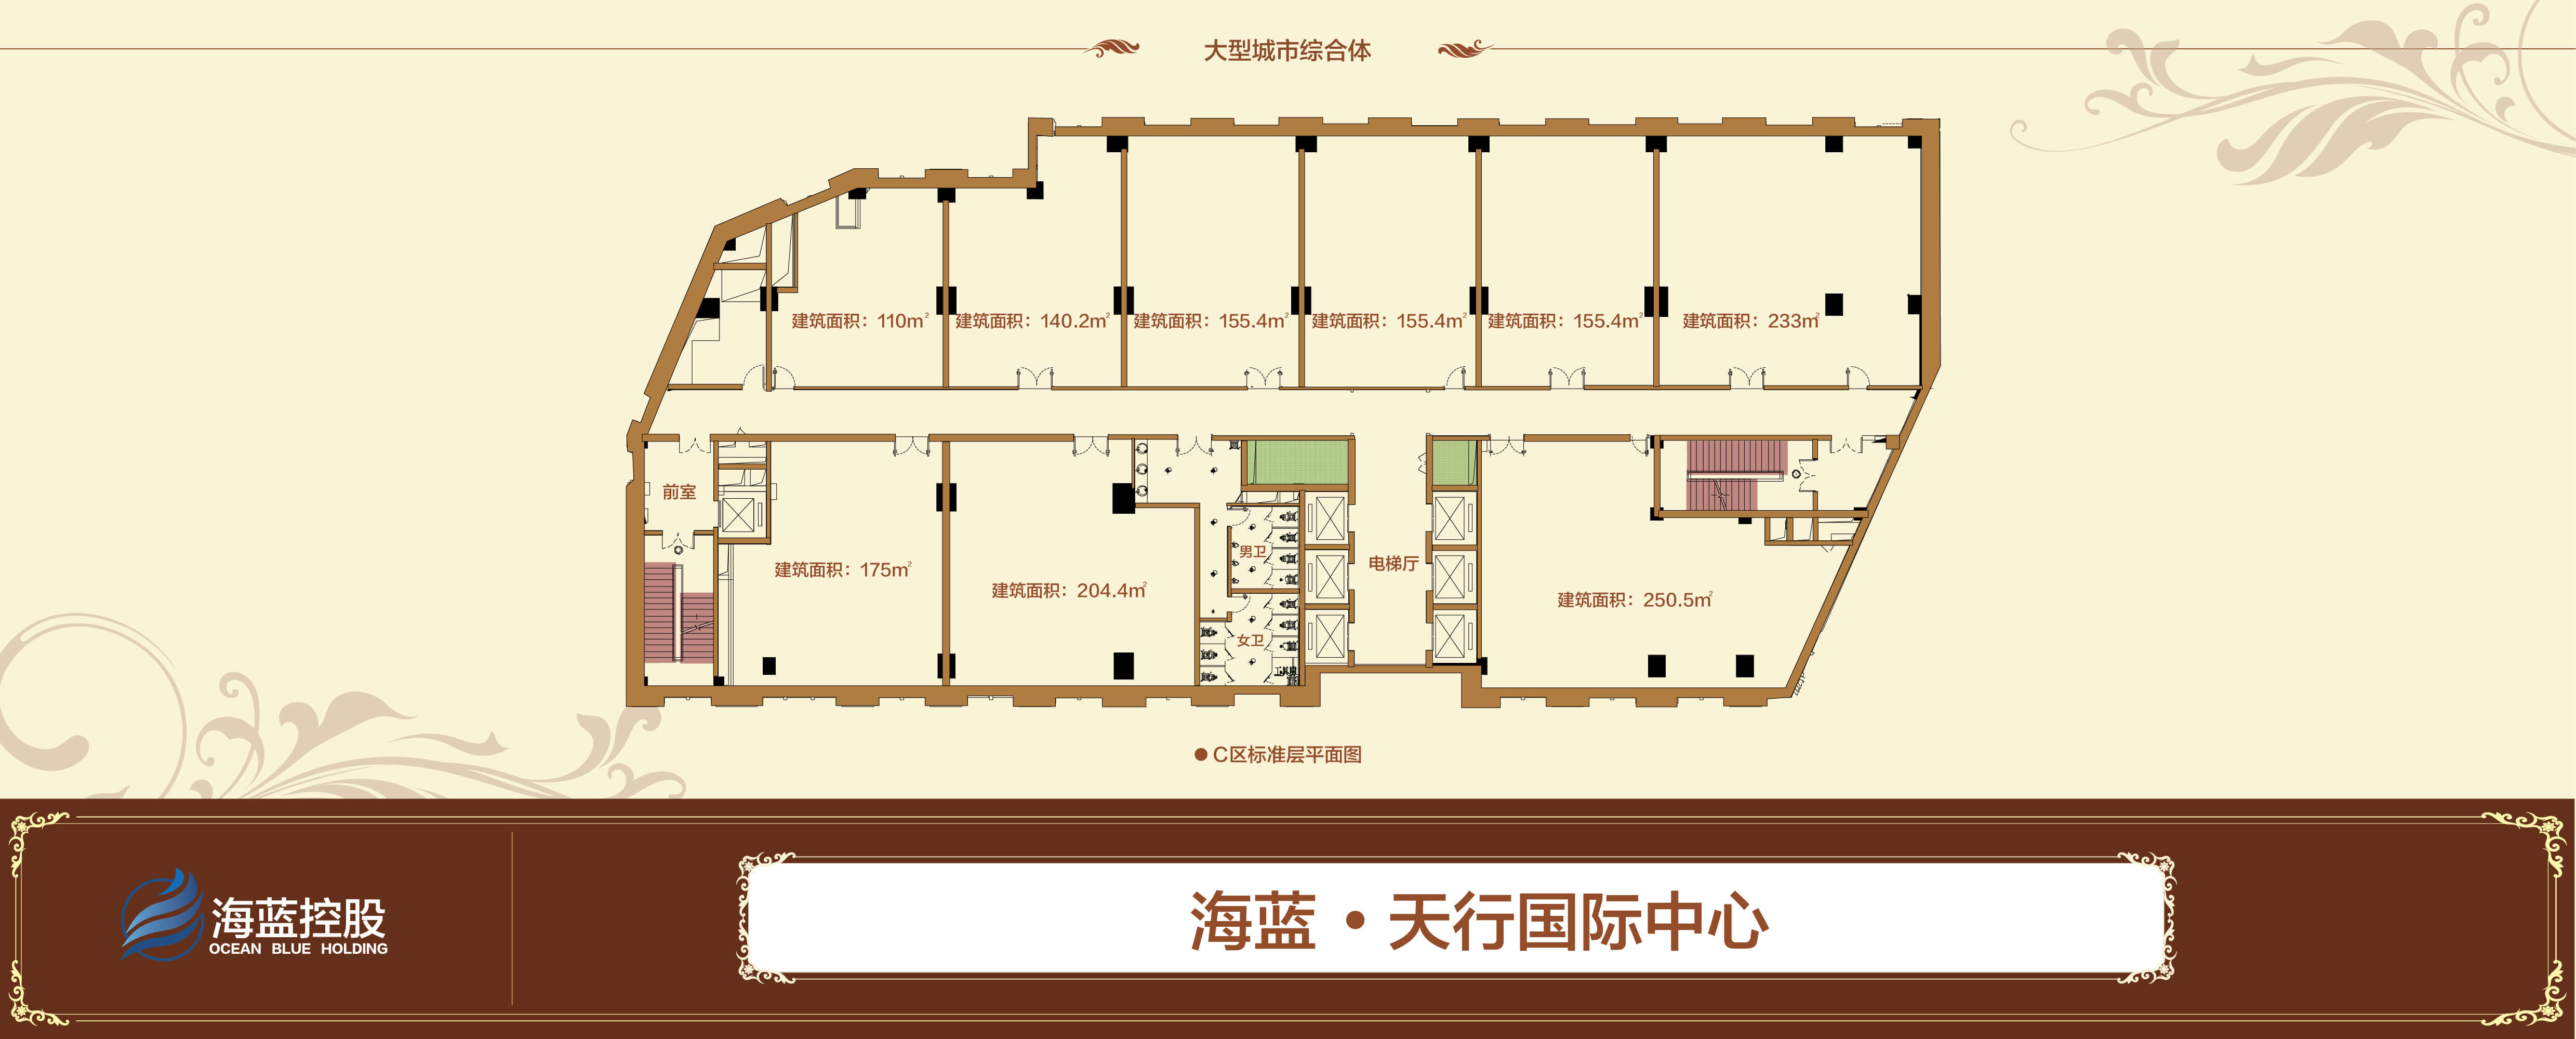 大型城市综合体
建筑面积：110㎡
建筑面积：140.2㎡
建筑面积：155.4㎡
建筑面积：155.4㎡
建筑面积：155.4㎡
建筑面积：233㎡
前室
男卫
电梯厅
建筑面积：175㎡
建筑面积：204.4㎡
建筑面积：250.5㎡
女卫
●C区标准层平面图
海蓝控股
OCEAN BLUE HOLDING
海蓝·天行国际中心